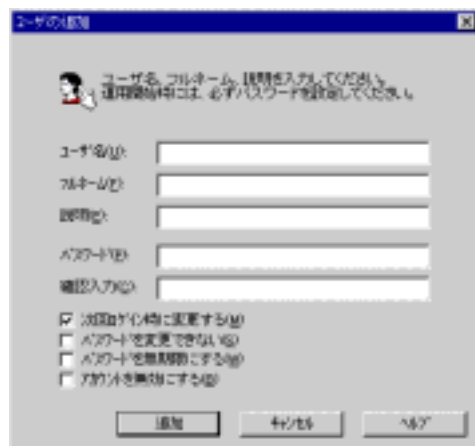 ユーザの追加
ユーザ名、フルネーム、説明を入力してください。
運用開始時には、必ずパスワードを設定してください。
ユーザ名(U):
フルネーム(F):
説明(E):
パスワード(P):
確認入力(C):
次回ログイン時に変更する(M)
パスワードを変更できない(S)
パスワードを無期限にする(W)
アカウントを無効にする(B)
追加 キャンセル ヘルプ